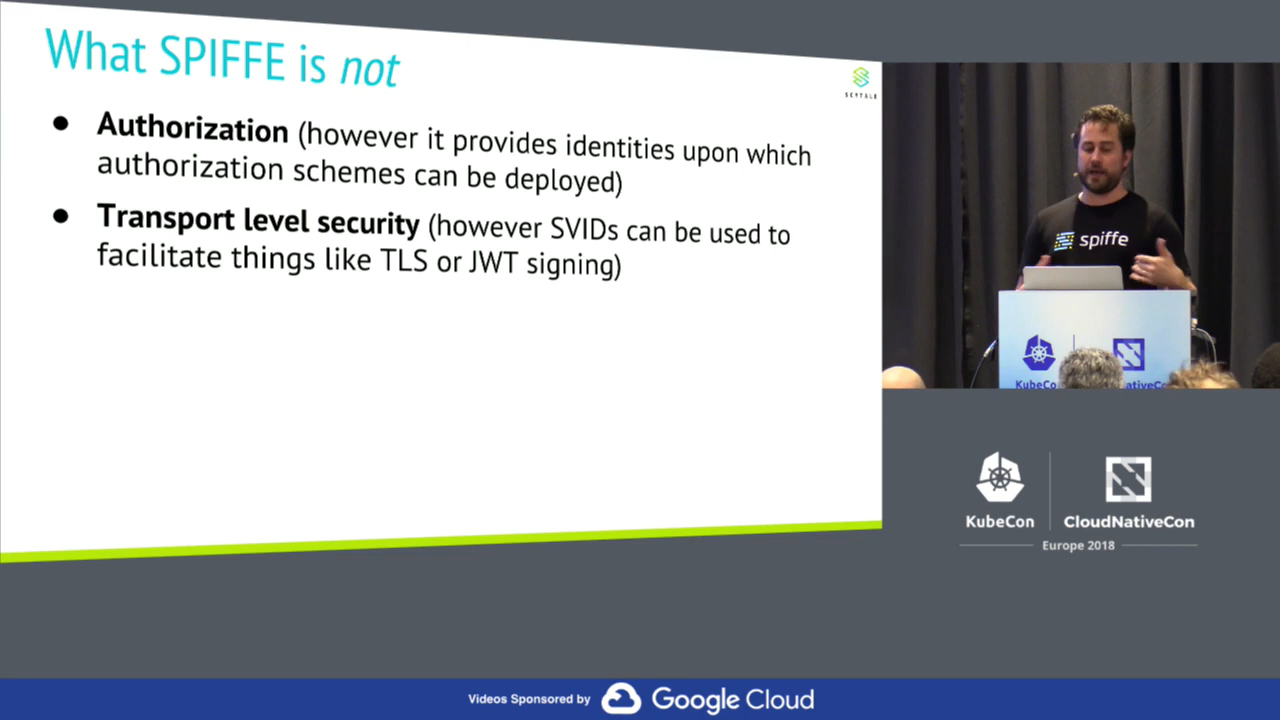 What SPIFFE is not
SCYTALE
● Authorization (however it provides identities upon which
authorization schemes can be deployed)
● Transport level security (however SVIDs can be used to
facilitate things like TLS or JWT signing)
spiffe
KubeCo
ativeCo
KubeCon
CloudNativeCon
Europe 2018
Videos Sponsored by Google Cloud